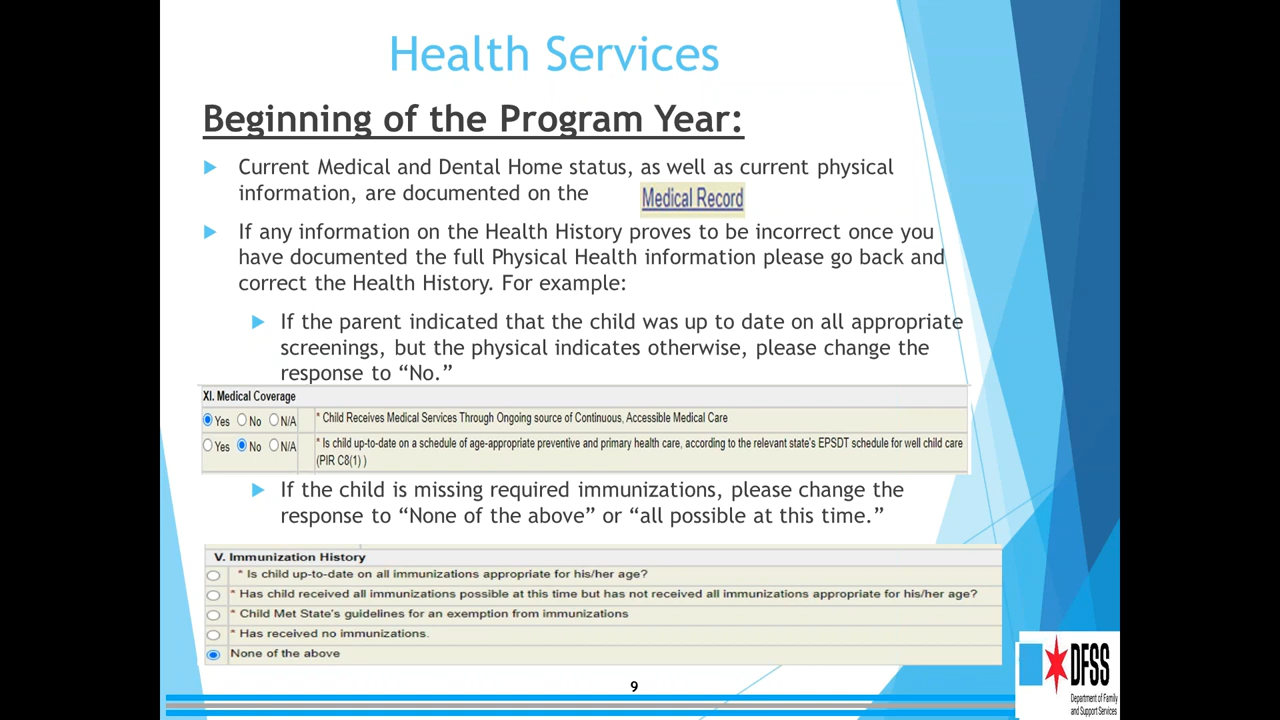 Health Services
Beginning of the Program Year:
Current Medical and Dental Home status, as well as current physical
information, are documented on the Medical Record
If any information on the Health History proves to be incorrect once you
have documented the full Physical Health information please go back and
correct the Health History. For example:
If the parent indicated that the child was up to date on all appropriate
screenings, but the physical indicates otherwise, please change the
response to “No.”
XI. Medical Coverage
Yes No N/A * Child Receives Medical Services Through Ongoing source of Continuous, Accessible Medical Care
Yes No N/A * Is child up-to-date on a schedule of age-appropriate preventive and primary health care, according to the relevant state's EPSDT schedule for well child care
(PIR C8(1) )
If the child is missing required immunizations, please change the
response to “None of the above” or “all possible at this time.”
V. Immunization History
* Is child up-to-date on all immunizations appropriate for his/her age?
* Has child received all immunizations possible at this time but has not received all immunizations appropriate for his/her age?
* Child Met State's guidelines for an exemption from immunizations
* Has received no immunizations.
None of the above
9
DFSS
Department of Family
and Support Services